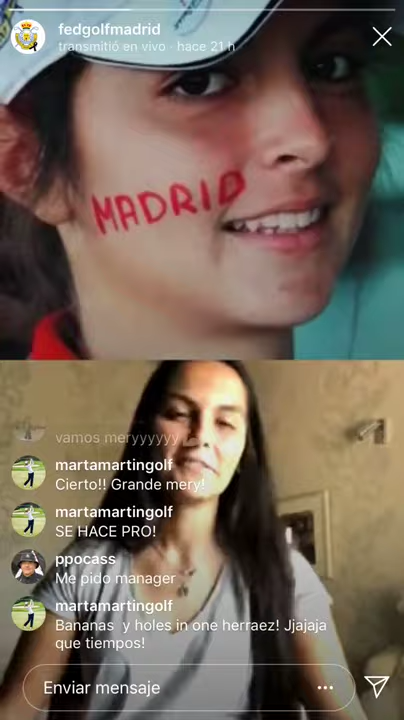 fedgolfmadrid
transmitió en vivo · hace 21 h
MADRID
vamos meryyyyyy
martamartingolf
Cierto!! Grande mery!
martamartingolf
SE HACE PRO!
ppocass
Me pido manager
martamartingolf
Bananas y holes in one herraez! Jjajaja
que tiempos!
Enviar mensaje